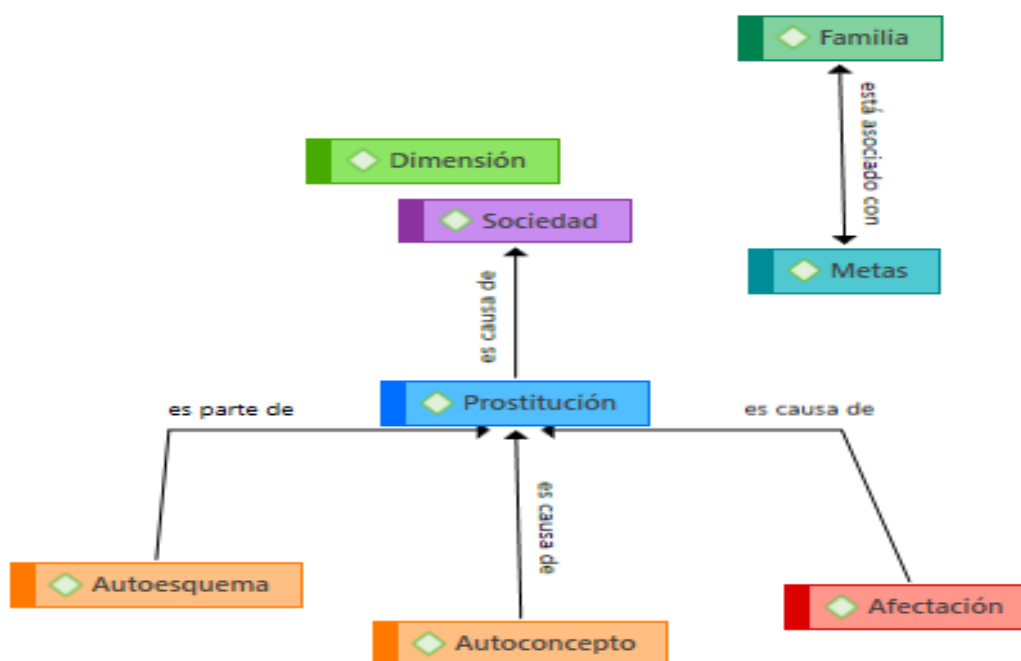 Familia
está asociado con
Dimensión
Sociedad
Metas
es causa de
Prostitución
es parte de
es causa de
es causa de
Autoesquema
Afectación
Autoconcepto